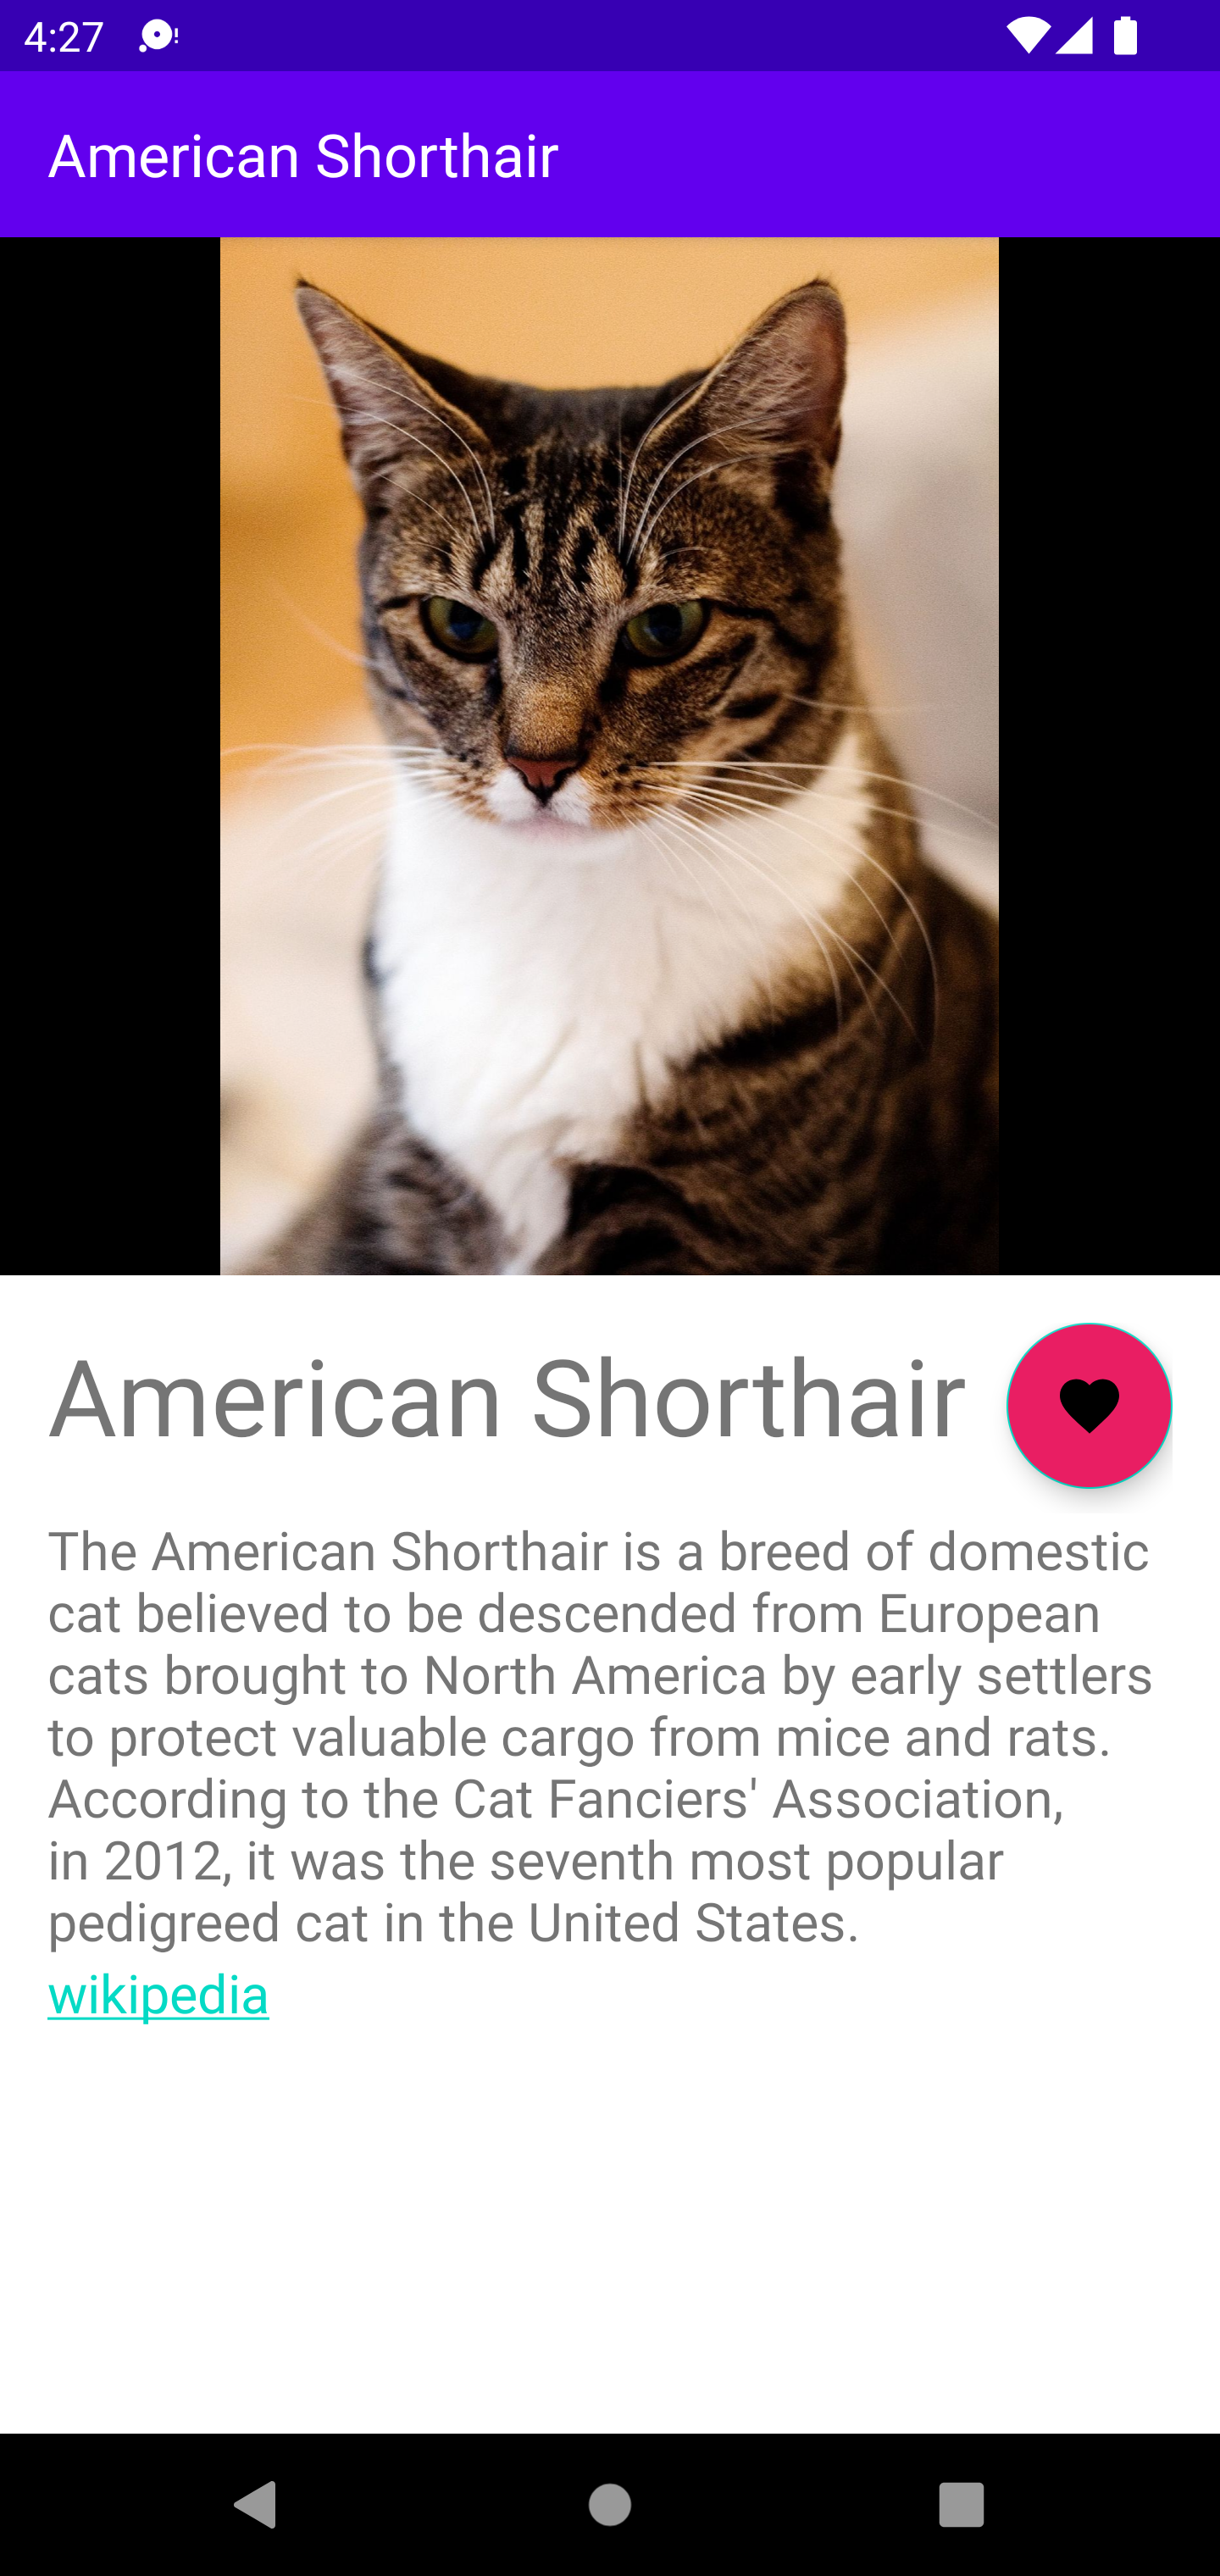 4:27
American Shorthair
American Shorthair
The American Shorthair is a breed of domestic
cat believed to be descended from European
cats brought to North America by early settlers
to protect valuable cargo from mice and rats.
According to the Cat Fanciers' Association,
in 2012, it was the seventh most popular
pedigreed cat in the United States.
wikipedia